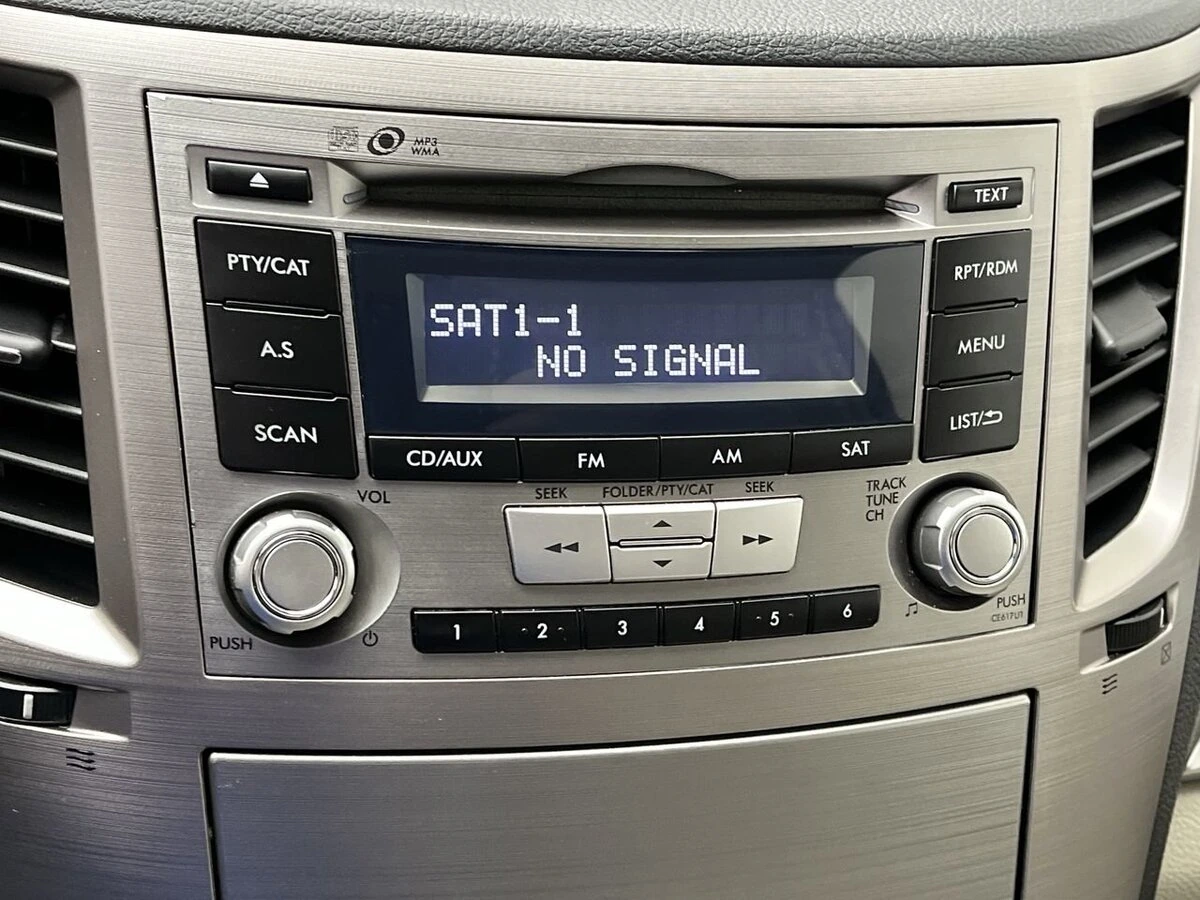 MP3
WMA
TEXT
PTY/CAT
A.S
SCAN
SAT1-1
NO SIGNAL
RPT/RDM
MENU
LIST/
CD/AUX
FM
AM
SAT
VOL
SEEK
FOLDER/PTY/CAT
SEEK
TRACK
TUNE
CH
1
2
3
4
5
6
PUSH
PUSH
CE617U1